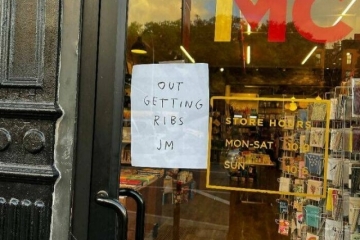 MC
OUT
GETTING
RIBS
JM
STORE HOURS
MON-SAT
SUN